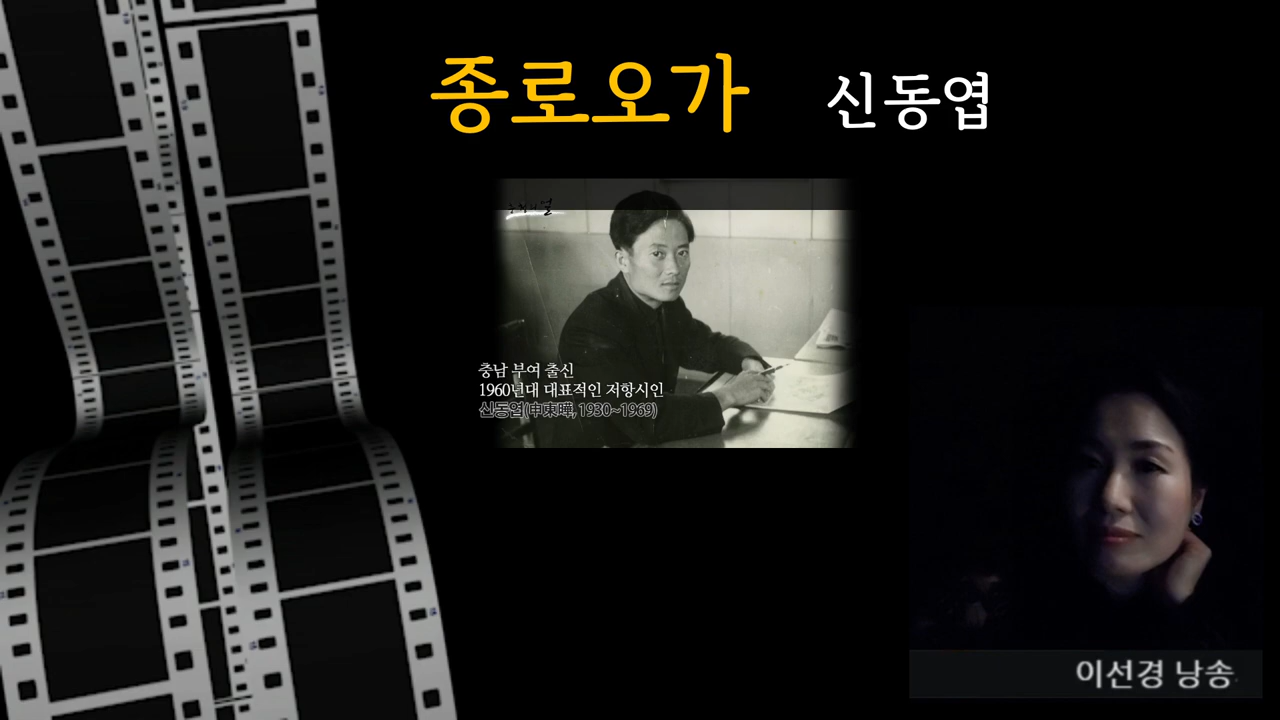 종로오가 신동엽
충남 부여 출신
1960년대 대표적인 저항시인
신동엽(申東曄, 1930~1969)
이선경 낭송